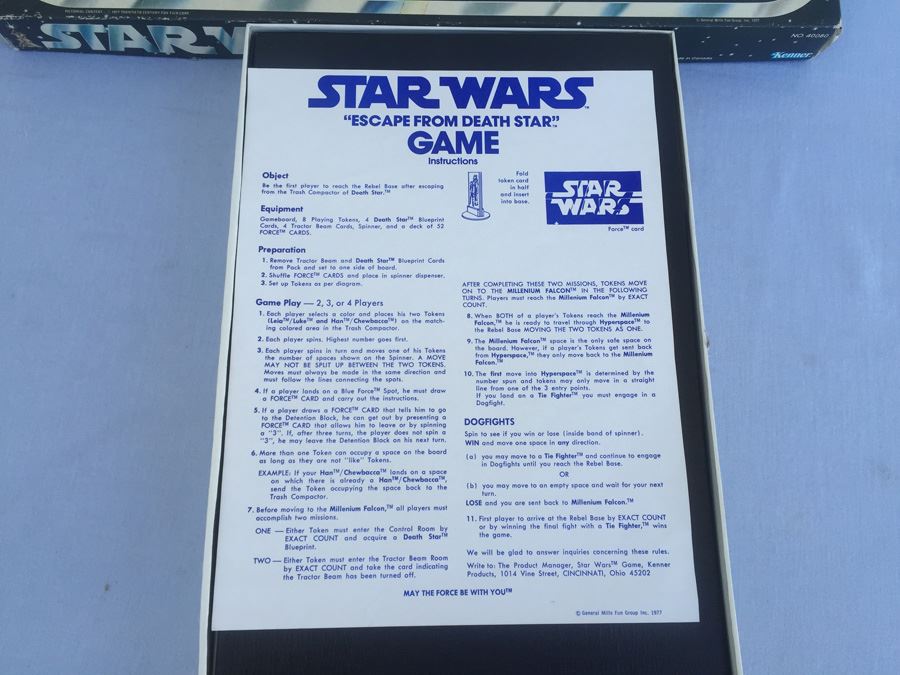 PICTORIAL CONTENT © 1977 TWENTIETH CENTURY-FOX FILM CORP.
© General Mills Fun Group, Inc. 1977
STAR W
NO. 40080
Kenner
in Canada
STAR WARS™
"ESCAPE FROM DEATH STAR"™
GAME
Instructions
Object
Be the first player to reach the Rebel Base after escaping
from the Trash Compactor of Death Star.™
Equipment
Gameboard, 8 Playing Tokens, 4 Death Star™ Blueprint
Cards, 4 Tractor Beam Cards, Spinner, and a deck of 52
FORCE™ CARDS.
Preparation
1. Remove Tractor Beam and Death Star™ Blueprint Cards
from Pack and set to one side of board.
2. Shuffle FORCE™ CARDS and place in spinner dispenser.
3. Set up Tokens as per diagram.
Game Play — 2, 3, or 4 Players
1. Each player selects a color and places his two Tokens
(Leia™/Luke™ and Han™/Chewbacca™) on the match-
ing colored area in the Trash Compactor.
2. Each player spins. Highest number goes first.
3. Each player spins in turn and moves one of his Tokens
the number of spaces shown on the Spinner. A MOVE
MAY NOT BE SPLIT UP BETWEEN THE TWO TOKENS.
Moves must always be made in the same direction and
must follow the lines connecting the spots.
4. If a player lands on a Blue Force™ Spot, he must draw
a FORCE™ CARD and carry out the instructions.
5. If a player draws a FORCE™ CARD that tells him to go
to the Detention Block, he can get out by presenting a
FORCE™ CARD that allows him to leave or by spinning
a "3". If, after three turns, the player does not spin a
"3", he may leave the Detention Block on his next turn.
6. More than one Token can occupy a space on the board
as long as they are not "like" Tokens.
EXAMPLE: If your Han™/Chewbacca™ lands on a space
on which there is already a Han™/Chewbacca™,
send the Token occupying the space back to the
Trash Compactor.
7. Before moving to the Millenium Falcon,™ all players must
accomplish two missions.
ONE — Either Token must enter the Control Room by
EXACT COUNT and acquire a Death Star™
Blueprint.
TWO — Either Token must enter the Tractor Beam Room
by EXACT COUNT and take the card indicating
the Tractor Beam has been turned off.
Fold
token card
in half
and insert
into base.
STAR
WARS
Force™ card
AFTER COMPLETING THESE TWO MISSIONS, TOKENS MOVE
ON TO THE MILLENIUM FALCON™ IN THE FOLLOWING
TURNS. Players must reach the Millenium Falcon™ by EXACT
COUNT.
8. When BOTH of a player's Tokens reach the Millenium
Falcon,™ he is ready to travel through Hyperspace™ to
the Rebel Base MOVING THE TWO TOKENS AS ONE.
9. The Millenium Falcon™ space is the only safe space on
the board. However, if a player's Tokens get sent back
from Hyperspace,™ they only move back to the Millenium
Falcon.™
10. The first move into Hyperspace™ is determined by the
number spun and tokens may only move in a straight
line from one of the 3 entry points.
If you land on a Tie Fighter™ you must engage in a
Dogfight.
DOGFIGHTS
Spin to see if you win or lose (inside band of spinner).
WIN and move one space in any direction.
(a) you may move to a Tie Fighter™ and continue to engage
in Dogfights until you reach the Rebel Base.
OR
(b) you may move to an empty space and wait for your next
turn.
LOSE and you are sent back to Millenium Falcon.™
11. First player to arrive at the Rebel Base by EXACT COUNT
or by winning the final fight with a Tie Fighter,™ wins
the game.
We will be glad to answer inquiries concerning these rules.
Write to: The Product Manager, Star Wars™ Game, Kenner
Products, 1014 Vine Street, CINCINNATI, Ohio 45202
MAY THE FORCE BE WITH YOU™
© General Mills Fun Group Inc. 1977